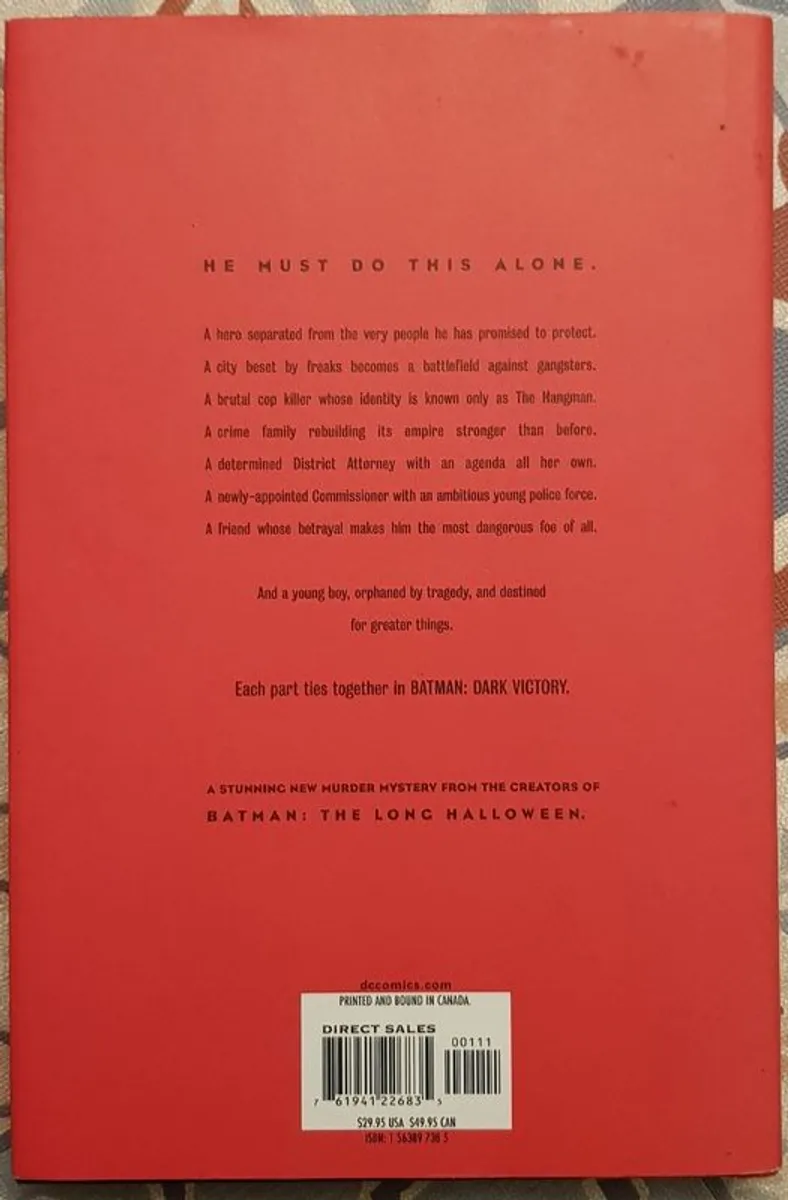 HE MUST DO THIS ALONE.
A hero separated from the very people he has promised to protect.
A city beset by freaks becomes a battlefield against gangsters.
A brutal cop killer whose identity is known only as The Hangman.
A crime family rebuilding its empire stronger than before.
A determined District Attorney with an agenda all her own.
A newly-appointed Commissioner with an ambitious young police force.
A friend whose betrayal makes him the most dangerous foe of all.
And a young boy, orphaned by tragedy, and destined
for greater things.
Each part ties together in BATMAN: DARK VICTORY.
A STUNNING NEW MURDER MYSTERY FROM THE CREATORS OF
BATMAN: THE LONG HALLOWEEN.
dccomics.com
PRINTED AND BOUND IN CANADA.
DIRECT SALES
00111
7 61941 22683 5
$29.95 USA $49.95 CAN
ISBN: 1 56389 738 5